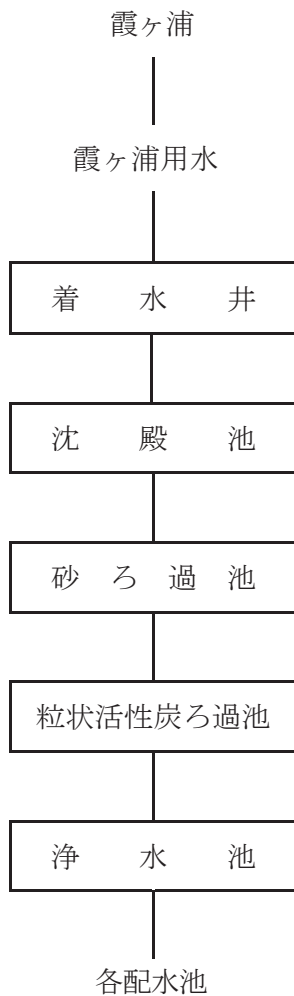 霞ヶ浦
霞ヶ浦用水
着水井
沈殿池
砂ろ過池
粒状活性炭ろ過池
浄水池
各配水池